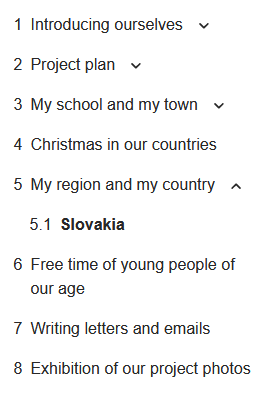 1 Introducing ourselves
2 Project plan
3 My school and my town
4 Christmas in our countries
5 My region and my country
5.1 Slovakia
6 Free time of young people of
our age
7 Writing letters and emails
8 Exhibition of our project photos